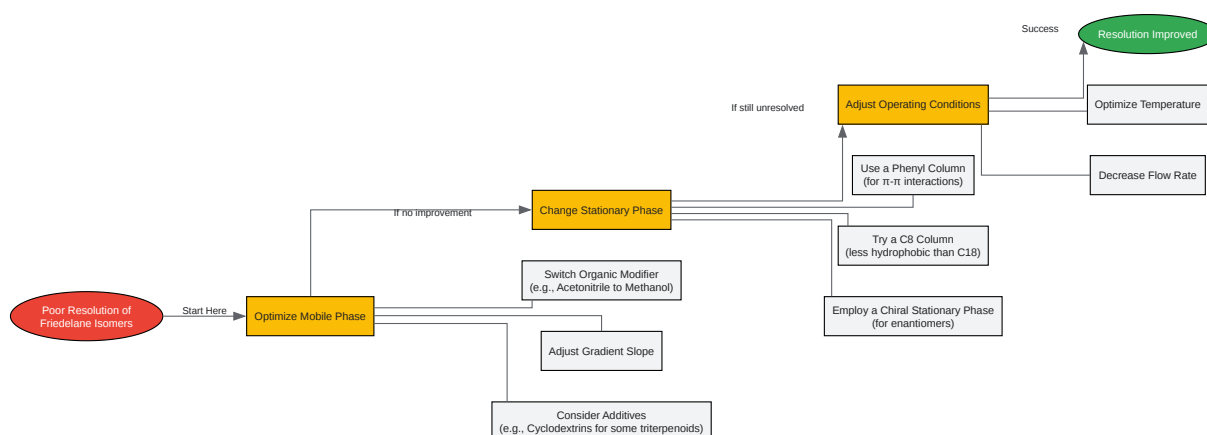 Success
Resolution Improved
If still unresolved
Adjust Operating Conditions
Optimize Temperature
Use a Phenyl Column
(for π-π interactions)
Decrease Flow Rate
If no improvement
Change Stationary Phase
Try a C8 Column
(less hydrophobic than C18)
Switch Organic Modifier
(e.g., Acetonitrile to Methanol)
Poor Resolution of
Friedelane Isomers
Start Here
Optimize Mobile Phase
Employ a Chiral Stationary Phase
(for enantiomers)
Adjust Gradient Slope
Consider Additives
(e.g., Cyclodextrins for some triterpenoids)